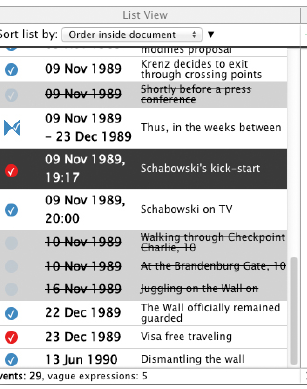 List View
Sort list by: Order inside document
modifies proposal
09 Nov 1989
Krenz decides to exit
through crossing points
09 Nov 1989
Shortly before a press
conference
09 Nov 1989
– 23 Dec 1989
Thus, in the weeks between
09 Nov 1989,
19:17
Schabowski's kick-start
09 Nov 1989,
20:00
Schabowski on TV
10 Nov 1989
Walking through Checkpoint
Charlie, 10
10 Nov 1989
At the Brandenburg Gate, 10
16 Nov 1989
Juggling on the Wall on
22 Dec 1989
The Wall officially remained
guarded
23 Dec 1989
Visa free traveling
13 Jun 1990
Dismantling the wall
vents: 29, vague expressions: 5